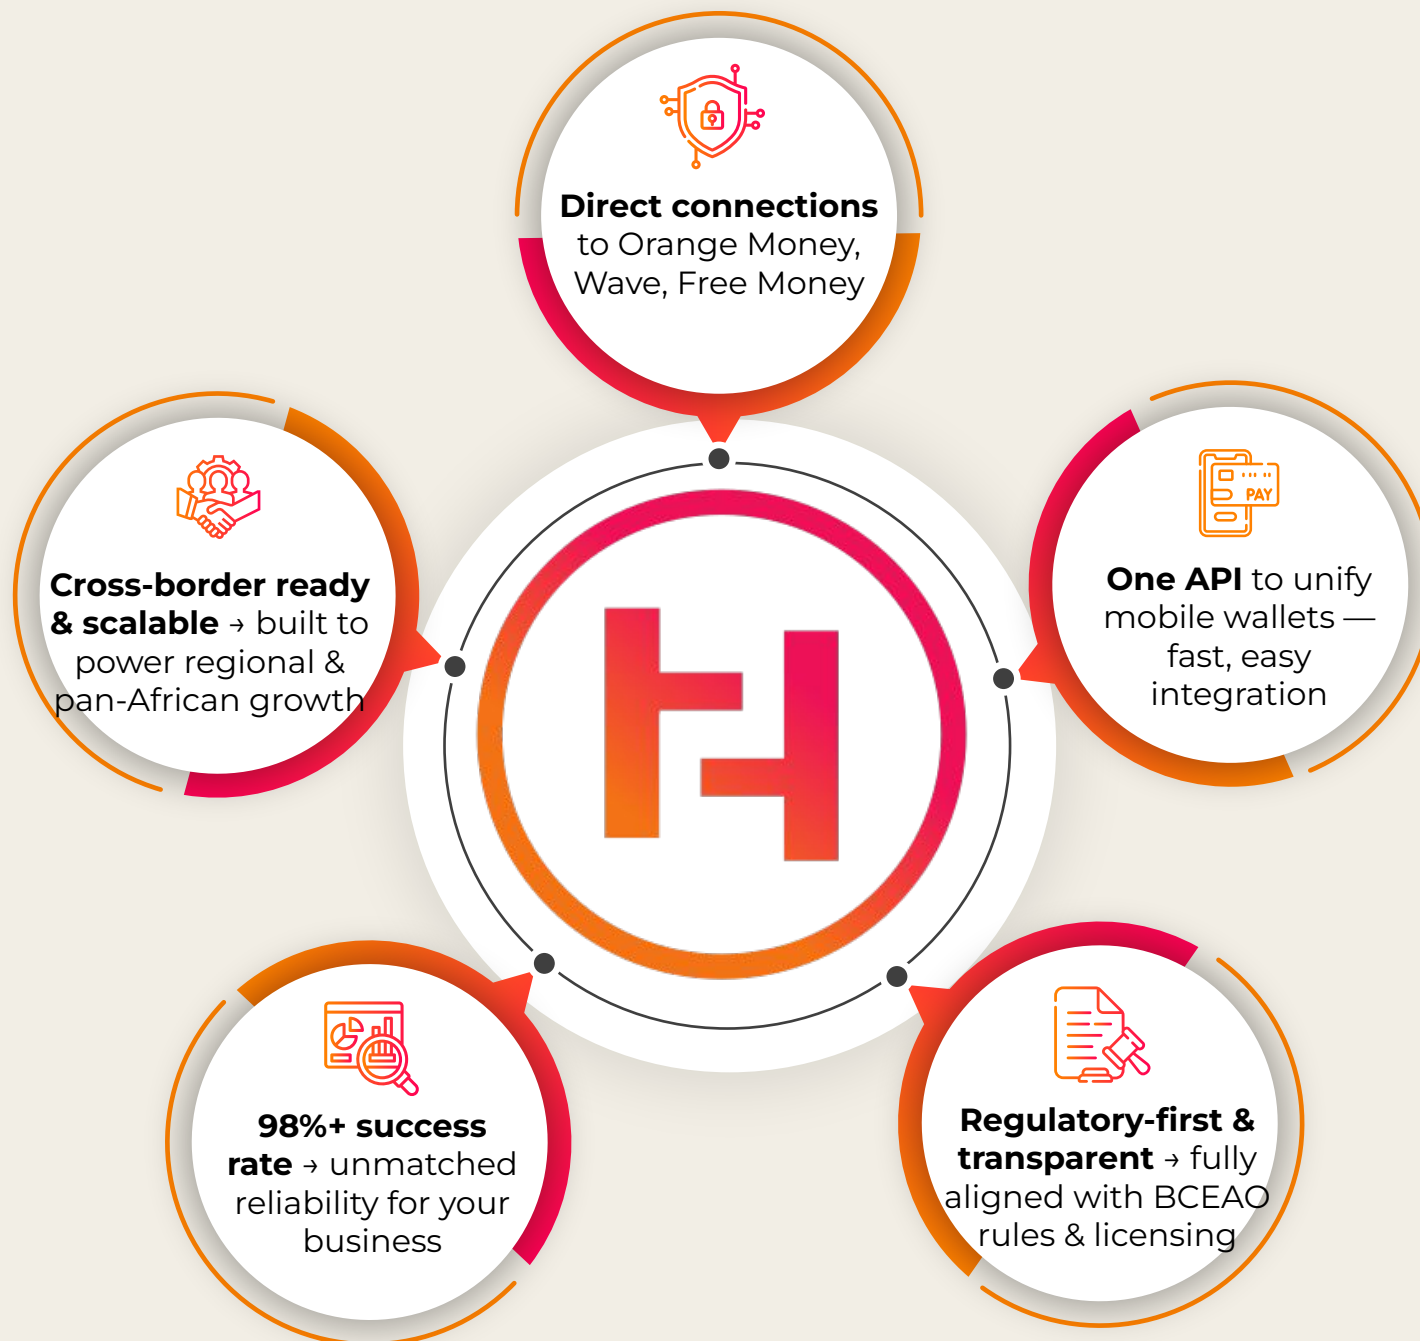 Direct connections
to Orange Money,
Wave, Free Money
PAY
One API to unify
mobile wallets —
fast, easy
integration
Regulatory-first &
transparent → fully
aligned with BCEAO
rules & licensing
98%+ success
rate → unmatched
reliability for your
business
Cross-border ready
& scalable → built to
power regional &
pan-African growth